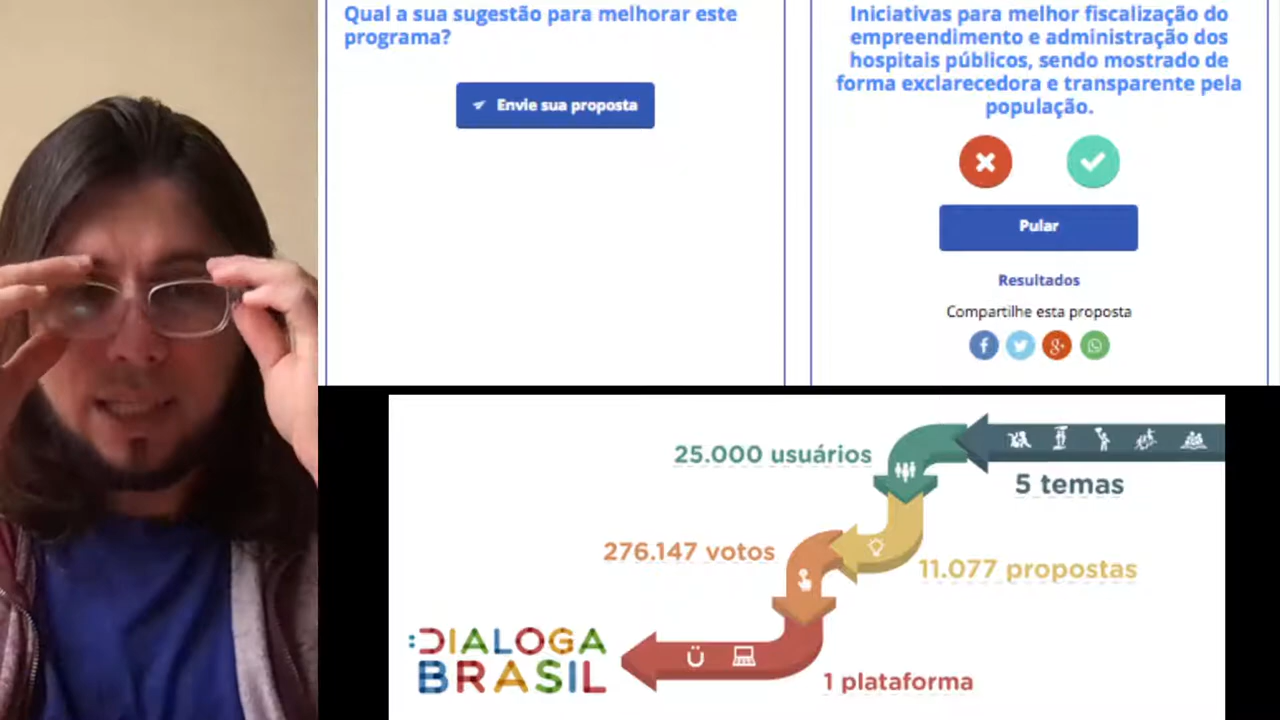 Qual a sua sugestão para melhorar este
programa?
Envie sua proposta
Iniciativas para melhor fiscalização do
empreendimento e administração dos
hospitais públicos, sendo mostrado de
forma exclarecedora e transparente pela
população.
Pular
Resultados
Compartilhe esta proposta
25.000 usuários
5 temas
276.147 votos
11.077 propostas
:DIALOGA
BRASIL
1 plataforma